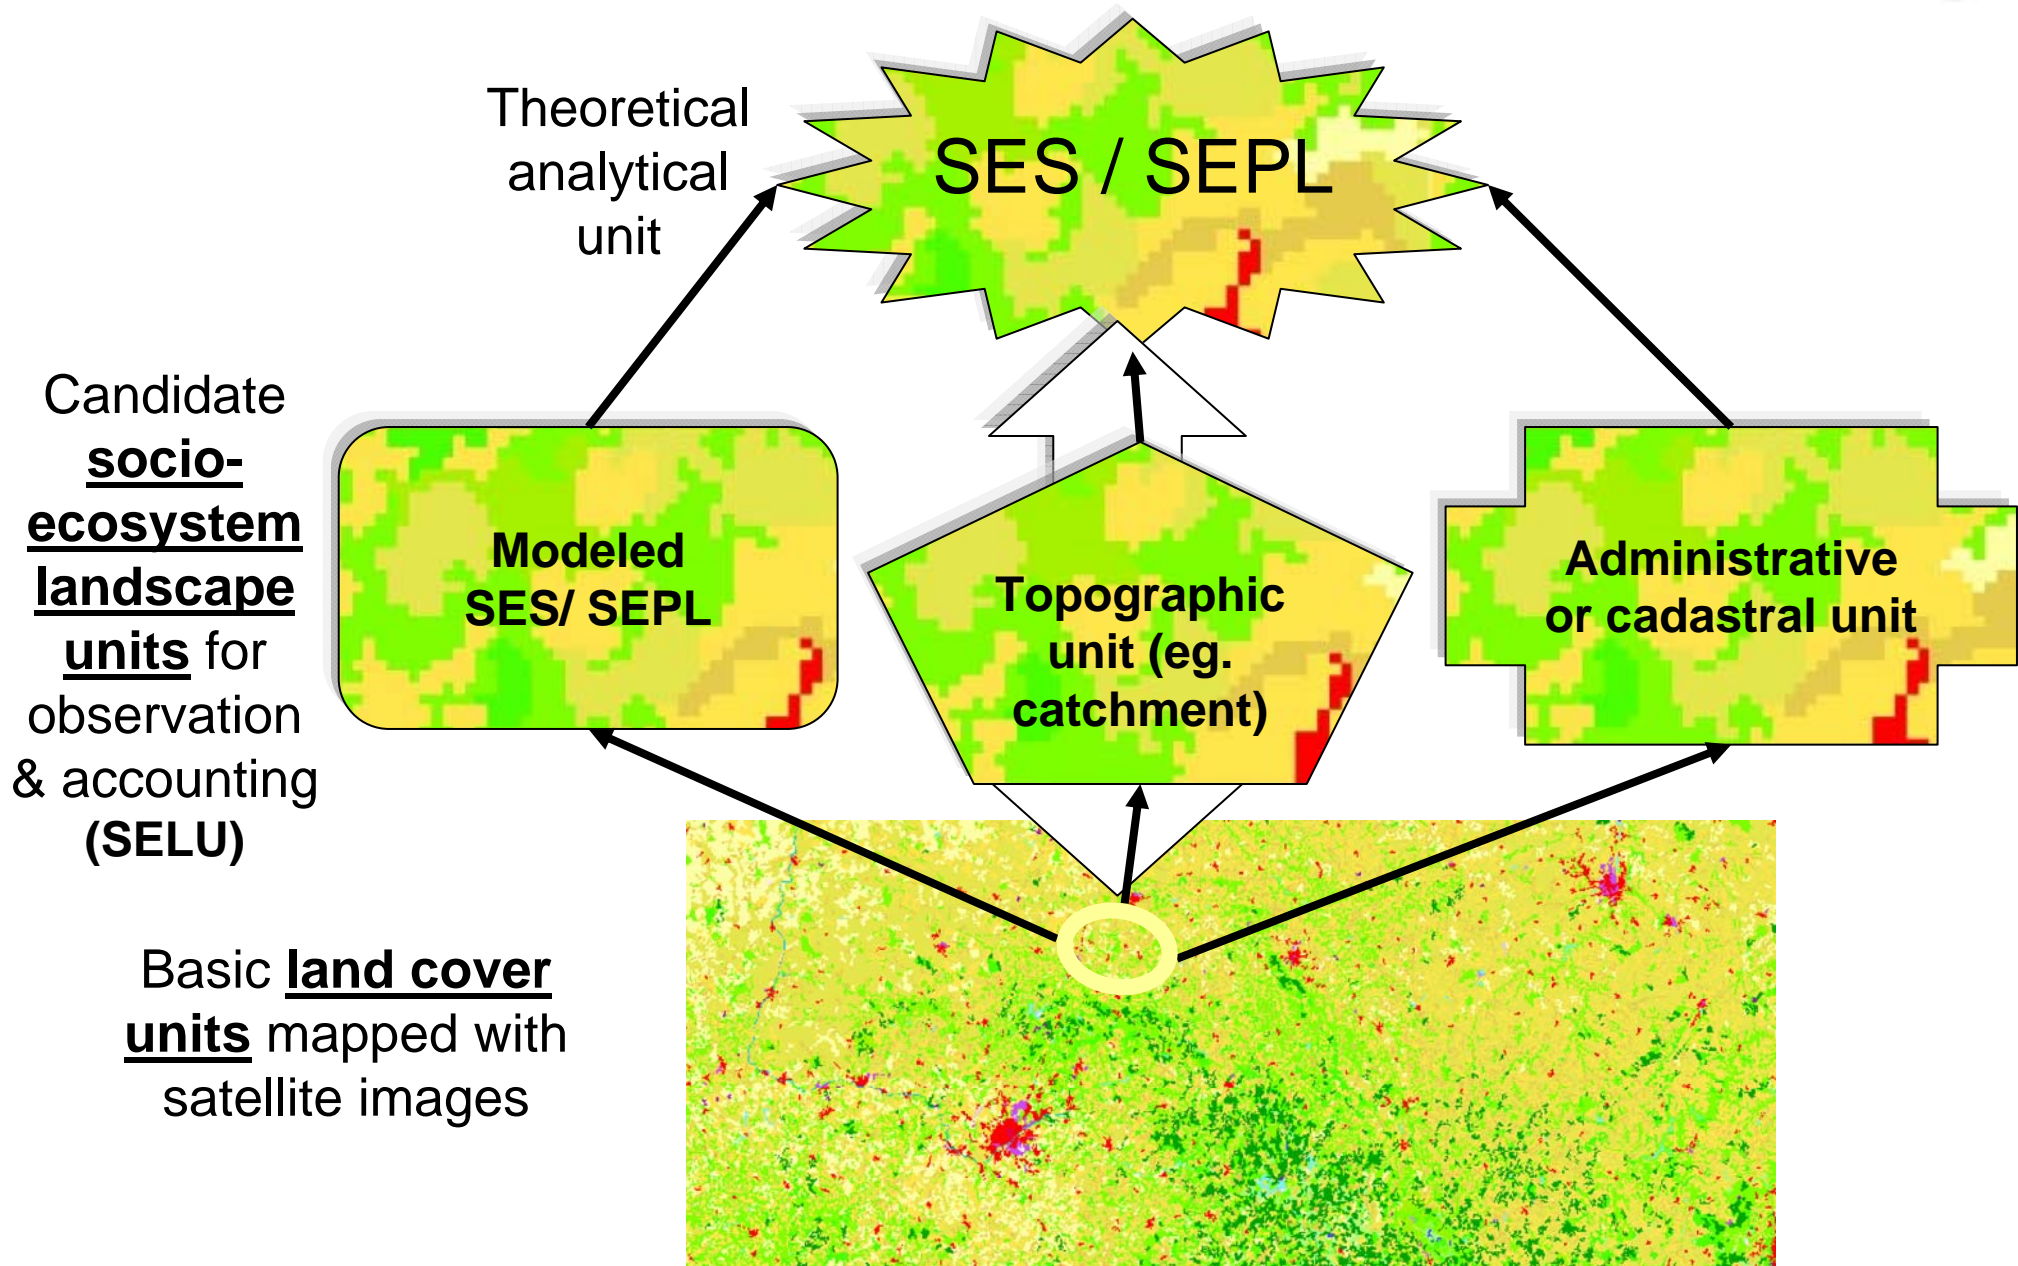 Theoretical
analytical
unit
SES / SEPL
Candidate
socio-
ecosystem
landscape
units for
observation
& accounting
(SELU)
Modeled
SES/ SEPL
Topographic
unit (eg.
catchment)
Administrative
or cadastral unit
Basic land cover
units mapped with
satellite images